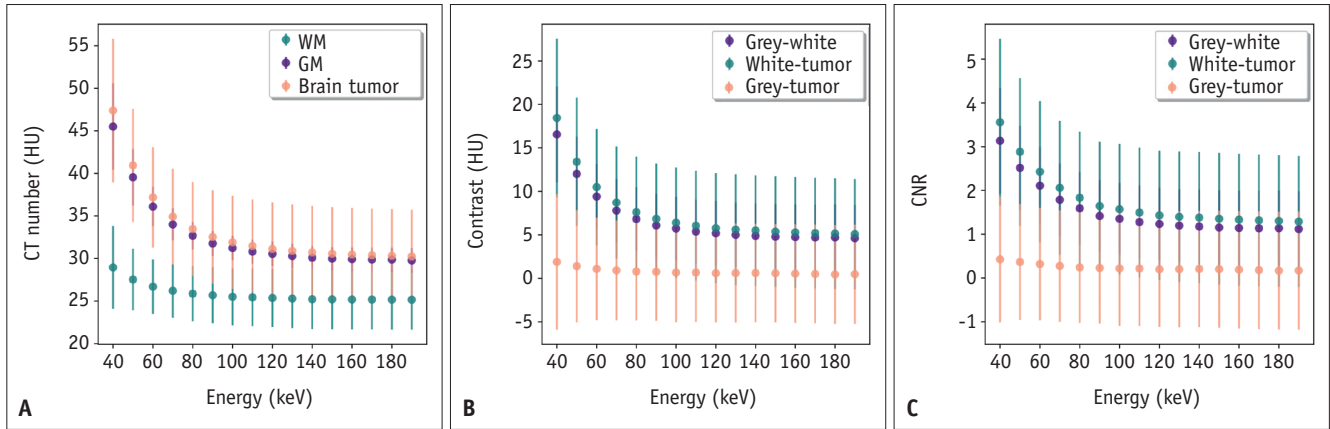 55
50
45
40
35
30
25
20
CT number (HU)
WM
GM
Brain tumor
40 60 80 100 120 140 160 180
Energy (keV)
A
25
20
15
10
5
0
-5
Contrast (HU)
Grey-white
White-tumor
Grey-tumor
40 60 80 100 120 140 160 180
Energy (keV)
B
5
4
3
2
1
0
-1
CNR
Grey-white
White-tumor
Grey-tumor
40 60 80 100 120 140 160 180
Energy (keV)
C